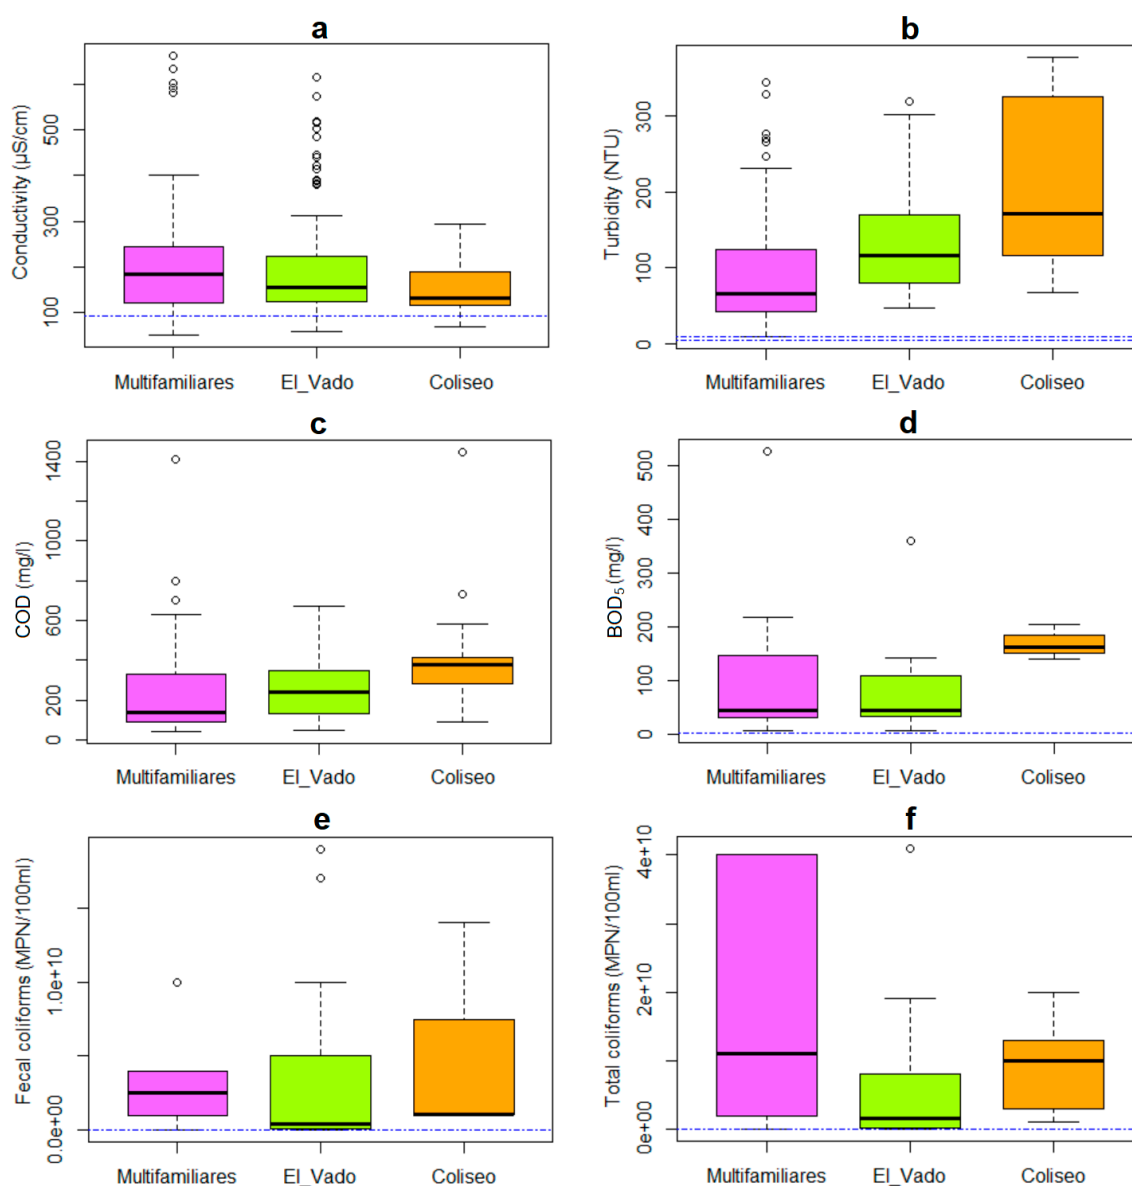 a
Conductivity (µS/cm)
100
300
500
Multifamiliares
El_Vado
Coliseo
b
Turbidity (NTU)
0
100
200
300
Multifamiliares
El_Vado
Coliseo
c
COD (mg/l)
0
200
600
1000
1400
Multifamiliares
El_Vado
Coliseo
d
BOD₅ (mg/l)
0
100
200
300
400
500
Multifamiliares
El_Vado
Coliseo
e
Fecal coliforms (MPN/100ml)
0.0e+00
1.0e+10
Multifamiliares
El_Vado
Coliseo
f
Total coliforms (MPN/100ml)
0e+00
2e+10
4e+10
Multifamiliares
El_Vado
Coliseo